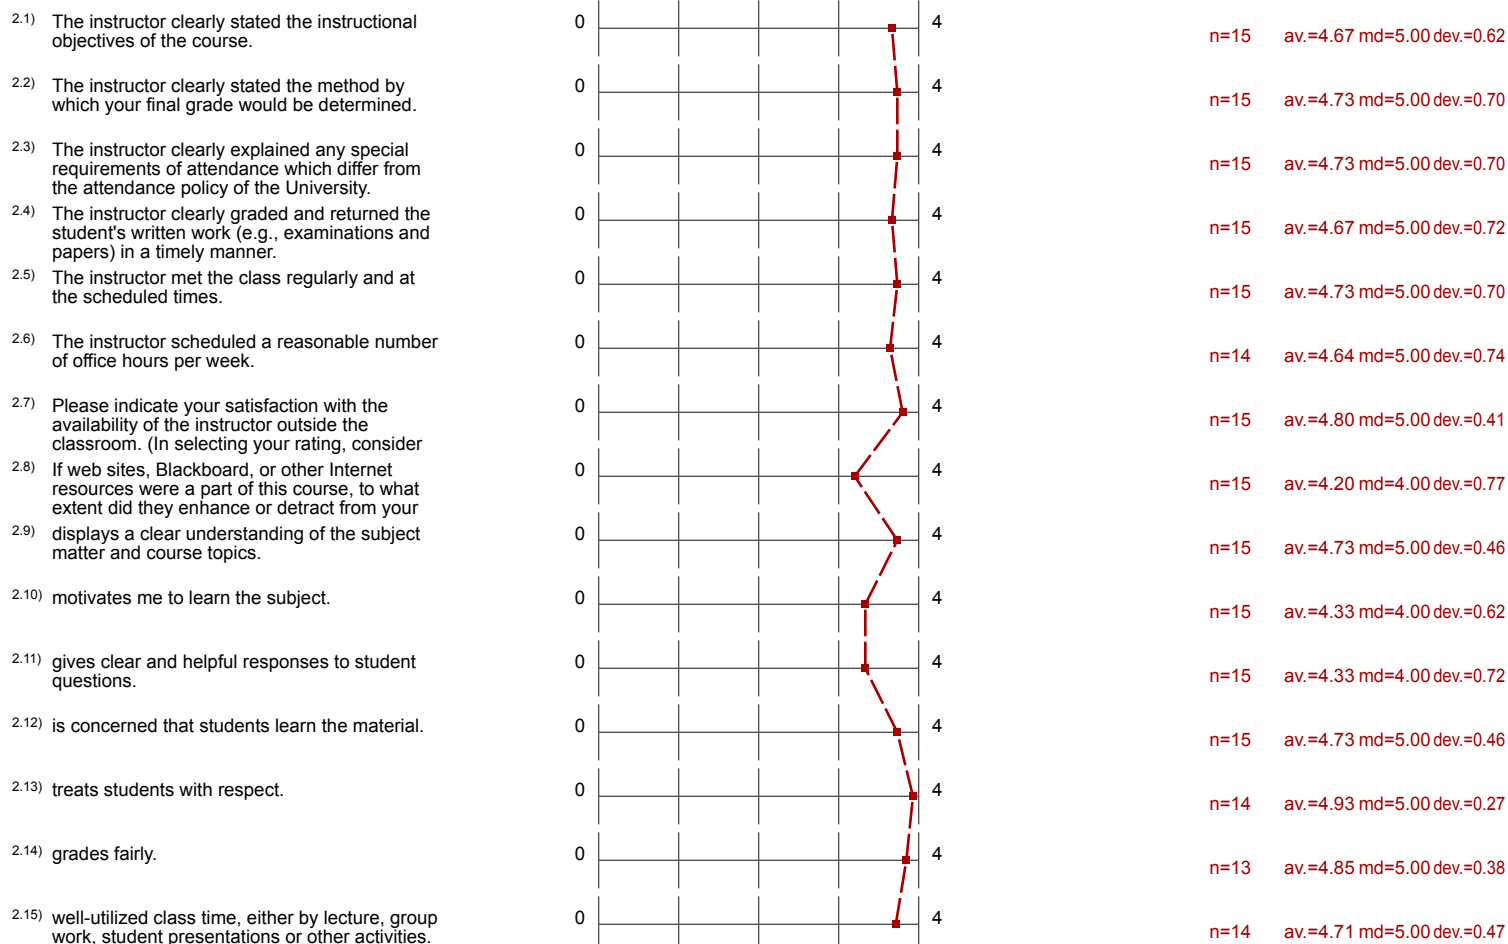 2.1) The instructor clearly stated the instructional 0 4
objectives of the course. n=15 av.=4.67 md=5.00 dev.=0.62
2.2) The instructor clearly stated the method by 0 4
which your final grade would be determined. n=15 av.=4.73 md=5.00 dev.=0.70
2.3) The instructor clearly explained any special 0 4
requirements of attendance which differ from n=15 av.=4.73 md=5.00 dev.=0.70
the attendance policy of the University.
2.4) The instructor clearly graded and returned the 0 4
student's written work (e.g., examinations and n=15 av.=4.67 md=5.00 dev.=0.72
papers) in a timely manner.
2.5) The instructor met the class regularly and at 0 4
the scheduled times. n=15 av.=4.73 md=5.00 dev.=0.70
2.6) The instructor scheduled a reasonable number 0 4
of office hours per week. n=14 av.=4.64 md=5.00 dev.=0.74
2.7) Please indicate your satisfaction with the 0 4
availability of the instructor outside the n=15 av.=4.80 md=5.00 dev.=0.41
classroom. (In selecting your rating, consider
2.8) If web sites, Blackboard, or other Internet 0 4
resources were a part of this course, to what n=15 av.=4.20 md=4.00 dev.=0.77
extent did they enhance or detract from your
2.9) displays a clear understanding of the subject 0 4
matter and course topics. n=15 av.=4.73 md=5.00 dev.=0.46
2.10) motivates me to learn the subject. 0 4
n=15 av.=4.33 md=4.00 dev.=0.62
2.11) gives clear and helpful responses to student 0 4
questions. n=15 av.=4.33 md=4.00 dev.=0.72
2.12) is concerned that students learn the material. 0 4
n=15 av.=4.73 md=5.00 dev.=0.46
2.13) treats students with respect. 0 4
n=14 av.=4.93 md=5.00 dev.=0.27
2.14) grades fairly. 0 4
n=13 av.=4.85 md=5.00 dev.=0.38
2.15) well-utilized class time, either by lecture, group 0 4
work, student presentations or other activities. n=14 av.=4.71 md=5.00 dev.=0.47